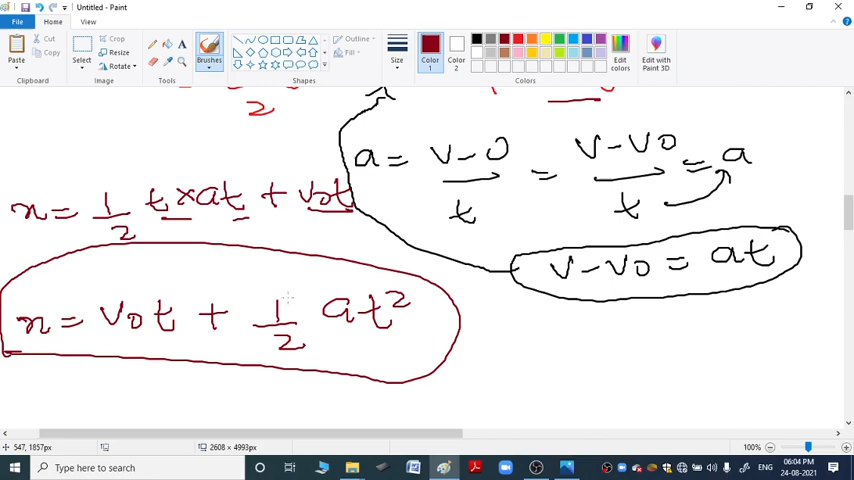 Untitled - Paint
File Home View
Paste
Cut
Copy
Clipboard
Select
Crop
Resize
Rotate
Image
Tools
Brushes
Shapes
Outline
Fill
Size
Color 1
Color 2
Colors
Edit colors
Edit with Paint 3D
2
a = v-0/t = v-v0/t = a
x = 1/2 t×at + v0t
v-v0 = at
x = v0t + 1/2 at²
547, 1857px
2608 × 4993px
100%
Type here to search
ENG
06:04 PM
24-08-2021